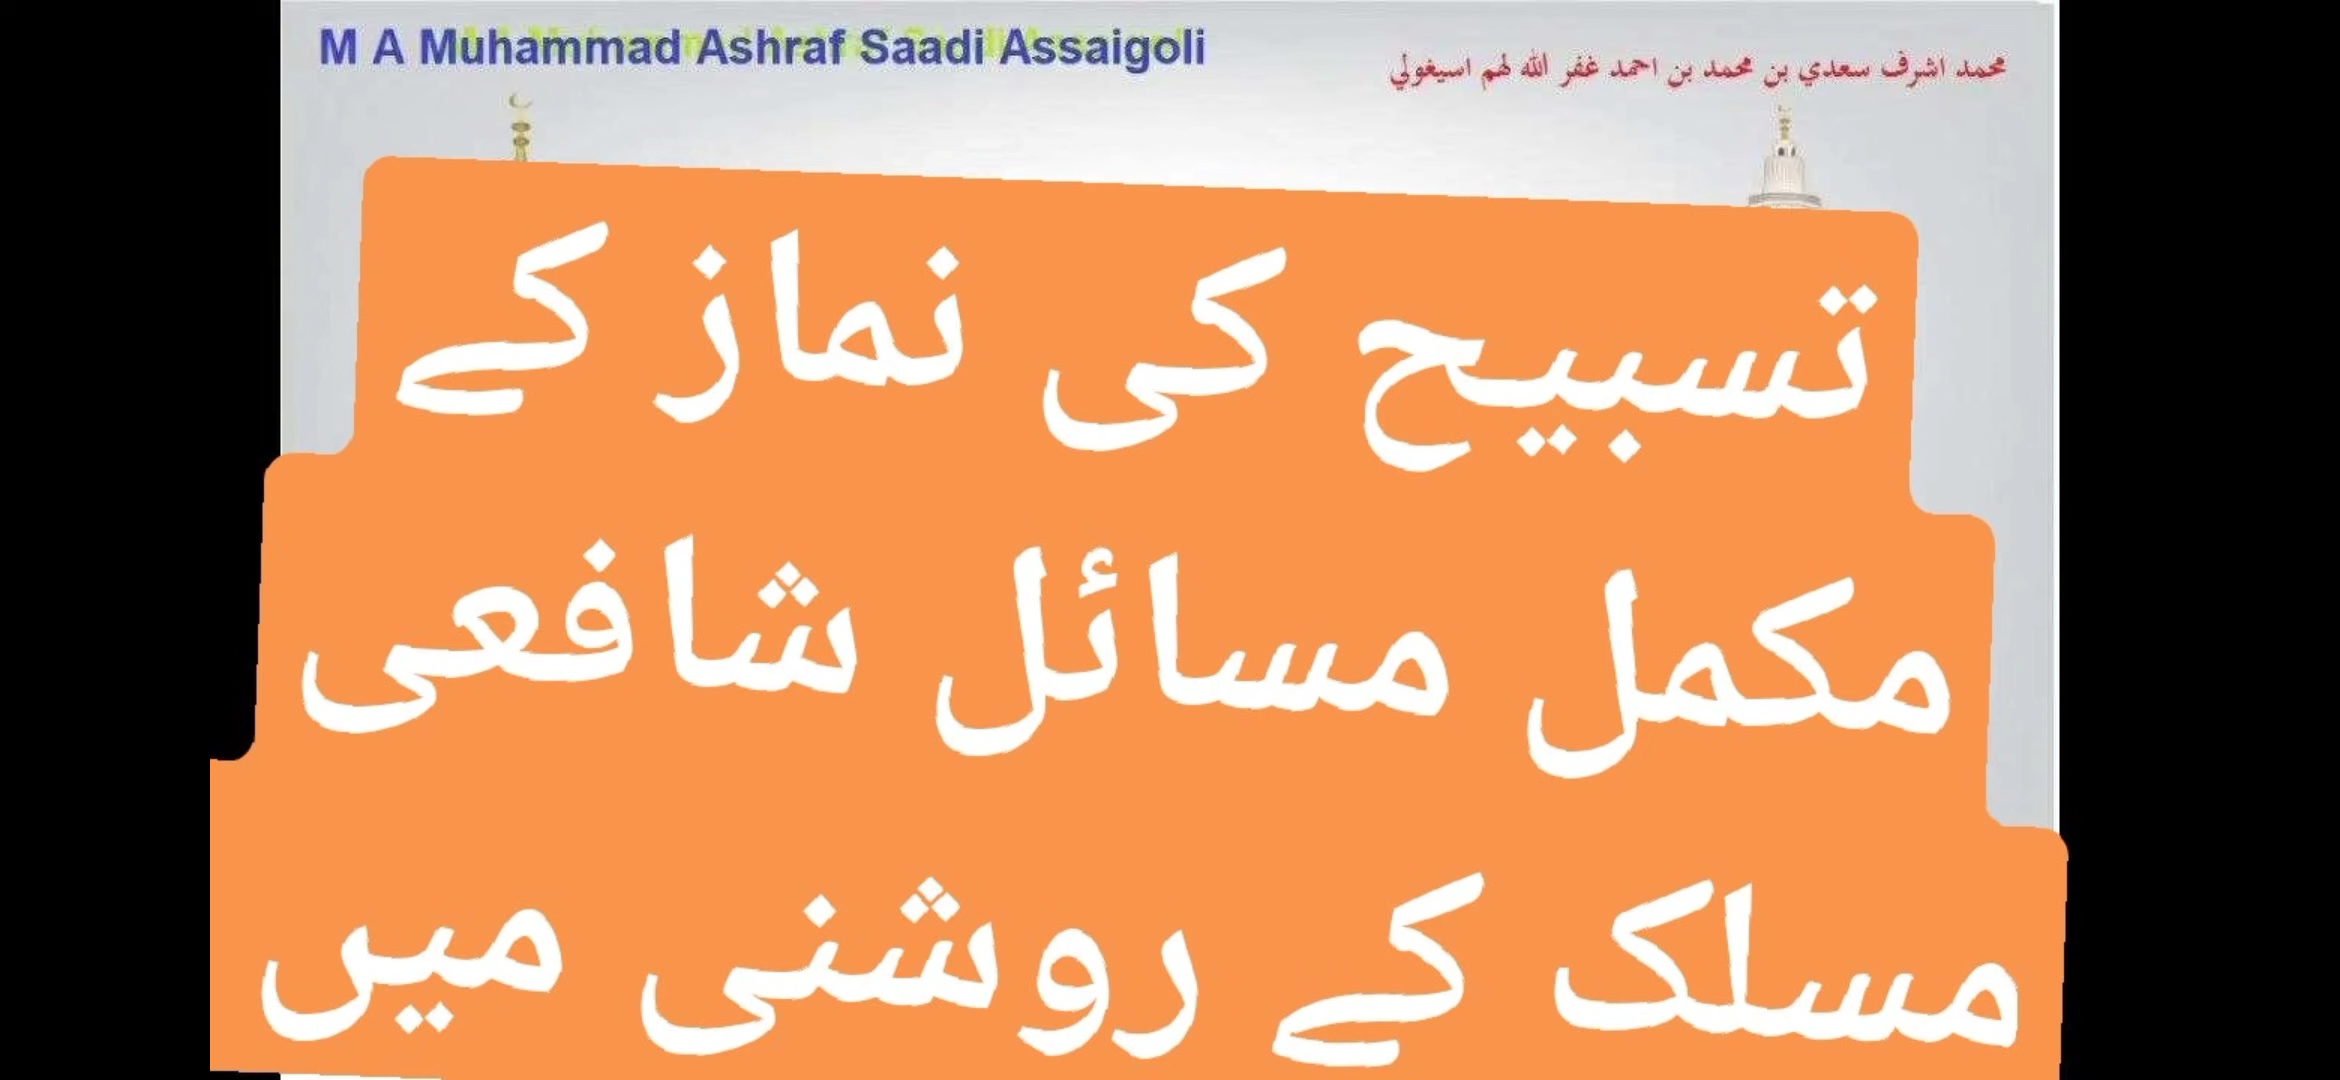 M A Muhammad Ashraf Saadi Assaigoli
محمد اشرف سعدي بن محمد بن احمد غفر الله لهم اسيغولي
تسبیح کی نماز کے
مکمل مسائل شافعی
مسلک کے روشنی میں